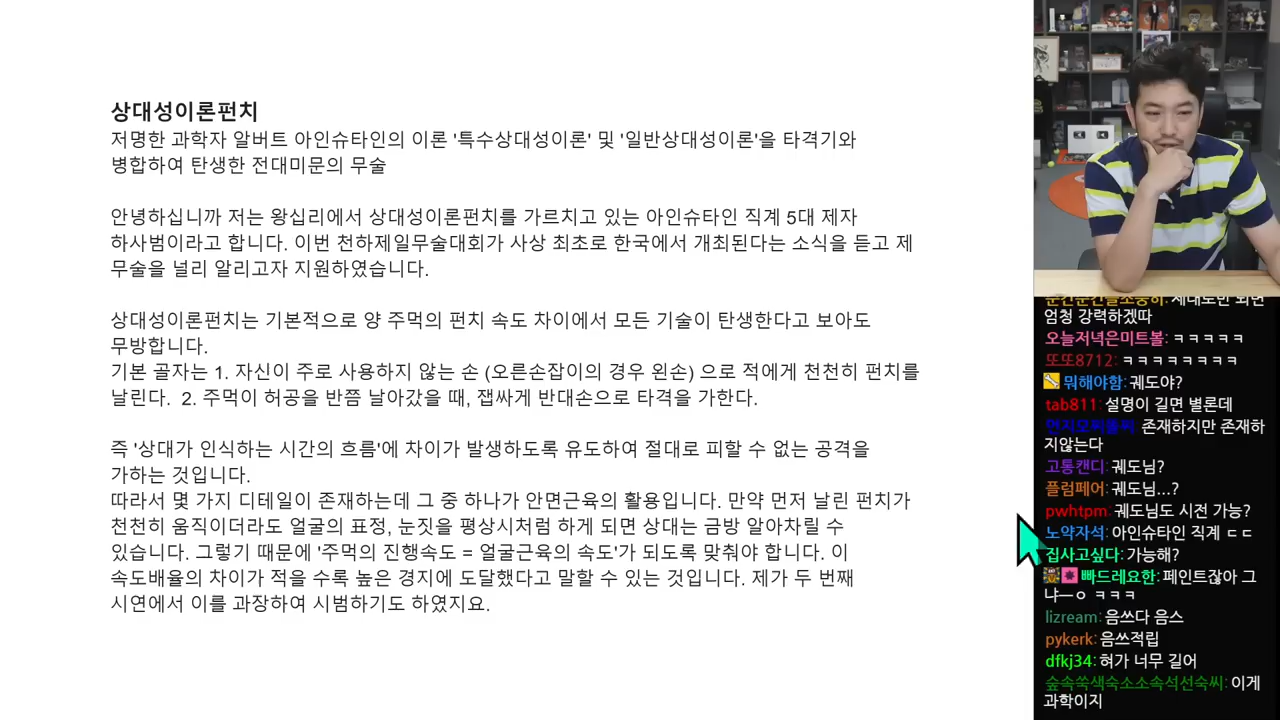 상대성이론펀치
저명한 과학자 알버트 아인슈타인의 이론 '특수상대성이론' 및 '일반상대성이론'을 타격기와
병합하여 탄생한 전대미문의 무술
안녕하십니까 저는 왕십리에서 상대성이론펀치를 가르치고 있는 아인슈타인 직계 5대 제자
하사범이라고 합니다. 이번 천하제일무술대회가 사상 최초로 한국에서 개최된다는 소식을 듣고 제
무술을 널리 알리고자 지원하였습니다.
상대성이론펀치는 기본적으로 양 주먹의 펀치 속도 차이에서 모든 기술이 탄생한다고 보아도
무방합니다.
기본 골자는 1. 자신이 주로 사용하지 않는 손 (오른손잡이의 경우 왼손) 으로 적에게 천천히 펀치를
날린다. 2. 주먹이 허공을 반쯤 날아갔을 때, 잽싸게 반대손으로 타격을 가한다.
즉 '상대가 인식하는 시간의 흐름'에 차이가 발생하도록 유도하여 절대로 피할 수 없는 공격을
가하는 것입니다.
따라서 몇 가지 디테일이 존재하는데 그 중 하나가 안면근육의 활용입니다. 만약 먼저 날린 펀치가
천천히 움직이더라도 얼굴의 표정, 눈짓을 평상시처럼 하게 되면 상대는 금방 알아차릴 수
있습니다. 그렇기 때문에 '주먹의 진행속도 = 얼굴근육의 속도'가 되도록 맞춰야 합니다. 이
속도배율의 차이가 적을 수록 높은 경지에 도달했다고 말할 수 있는 것입니다. 제가 두 번째
시연에서 이를 과장하여 시범하기도 하였지요.
제대로만 되면
엄청 강력하겠따
오늘저녁은미트볼: ㅋㅋㅋㅋㅋ
또또8712: ㅋㅋㅋㅋㅋㅋㅋㅋ
뭐해야함: 궤도야?
tab811: 설명이 길면 별론데
존재하지만 존재하
지않는다
고통캔디: 궤도님?
플럼페어: 궤도님...?
pwhtpm: 궤도님도 시전 가능?
노약자석: 아인슈타인 직계 ㄷㄷ
집사고싶다: 가능해?
빠드레요한: 페인트잖아 그
냐ㅡㅇ ㅋㅋㅋ
lizream: 음쓰다 음스
pykerk: 음쓰적립
dfkj34: 혀가 너무 길어
숲속쑥색숙소소속석선숙씨: 이게
과학이지